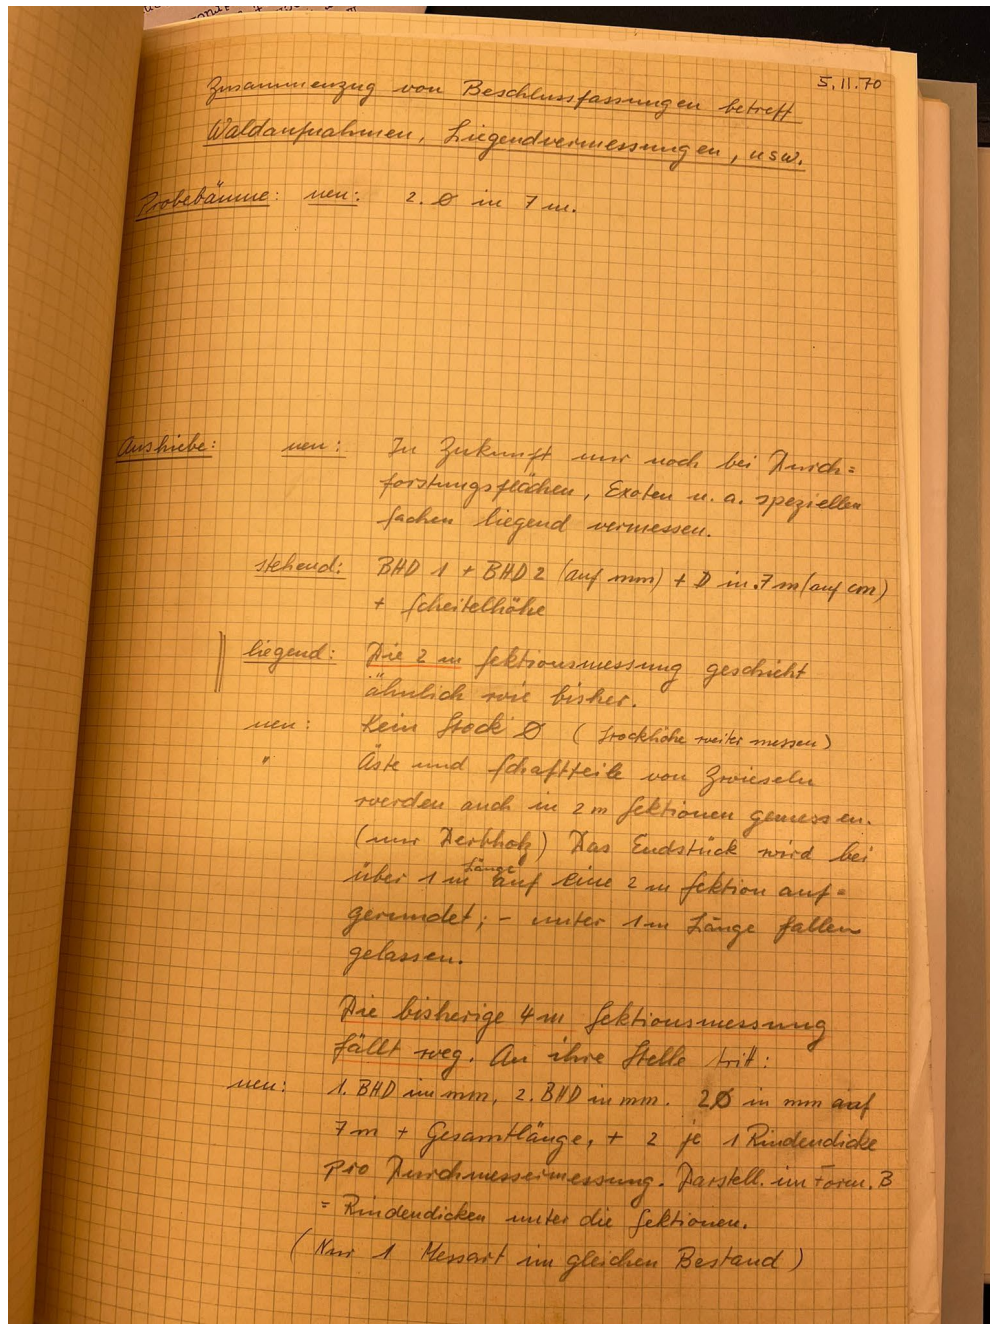 5.11.70
Zusammenzug von Beschlussfassungen betreff
Waldaufnahmen, Liegendvermessungen, usw.
Probebäume: neu: 2. Ø in 7 m.
Aushiebe: neu: In Zukunft nur noch bei Durch=
forstungsflächen, Exoten u. a. speziellen
Sachen liegend vermessen.
stehend: BHD 1 + BHD 2 (auf mm) + D in 7 m (auf cm)
+ Scheitelhöhe
liegend: Die 2 m Sektionsmessung geschieht
ähnlich wie bisher.
neu: Kein Stock Ø (Stockhöhe weiter messen)
" Äste und Schaftteile von Zwieseln
werden auch in 2 m Sektionen gemessen.
(nur Derbholz) Das Endstück wird bei
über 1 m Länge auf eine 2 m Sektion auf=
gerundet; - unter 1 m Länge fallen
gelassen.
Die bisherige 4 m Sektionsmessung
fällt weg. An ihre Stelle tritt:
neu: 1. BHD in mm, 2. BHD in mm. 2 Ø in mm auf
7 m + Gesamtlänge, + 2 je 1 Rindendicke
pro Durchmessermessung. Darstell. im Form. B
= Rindendicken unter die Sektionen.
(Nur 1 Messart im gleichen Bestand)